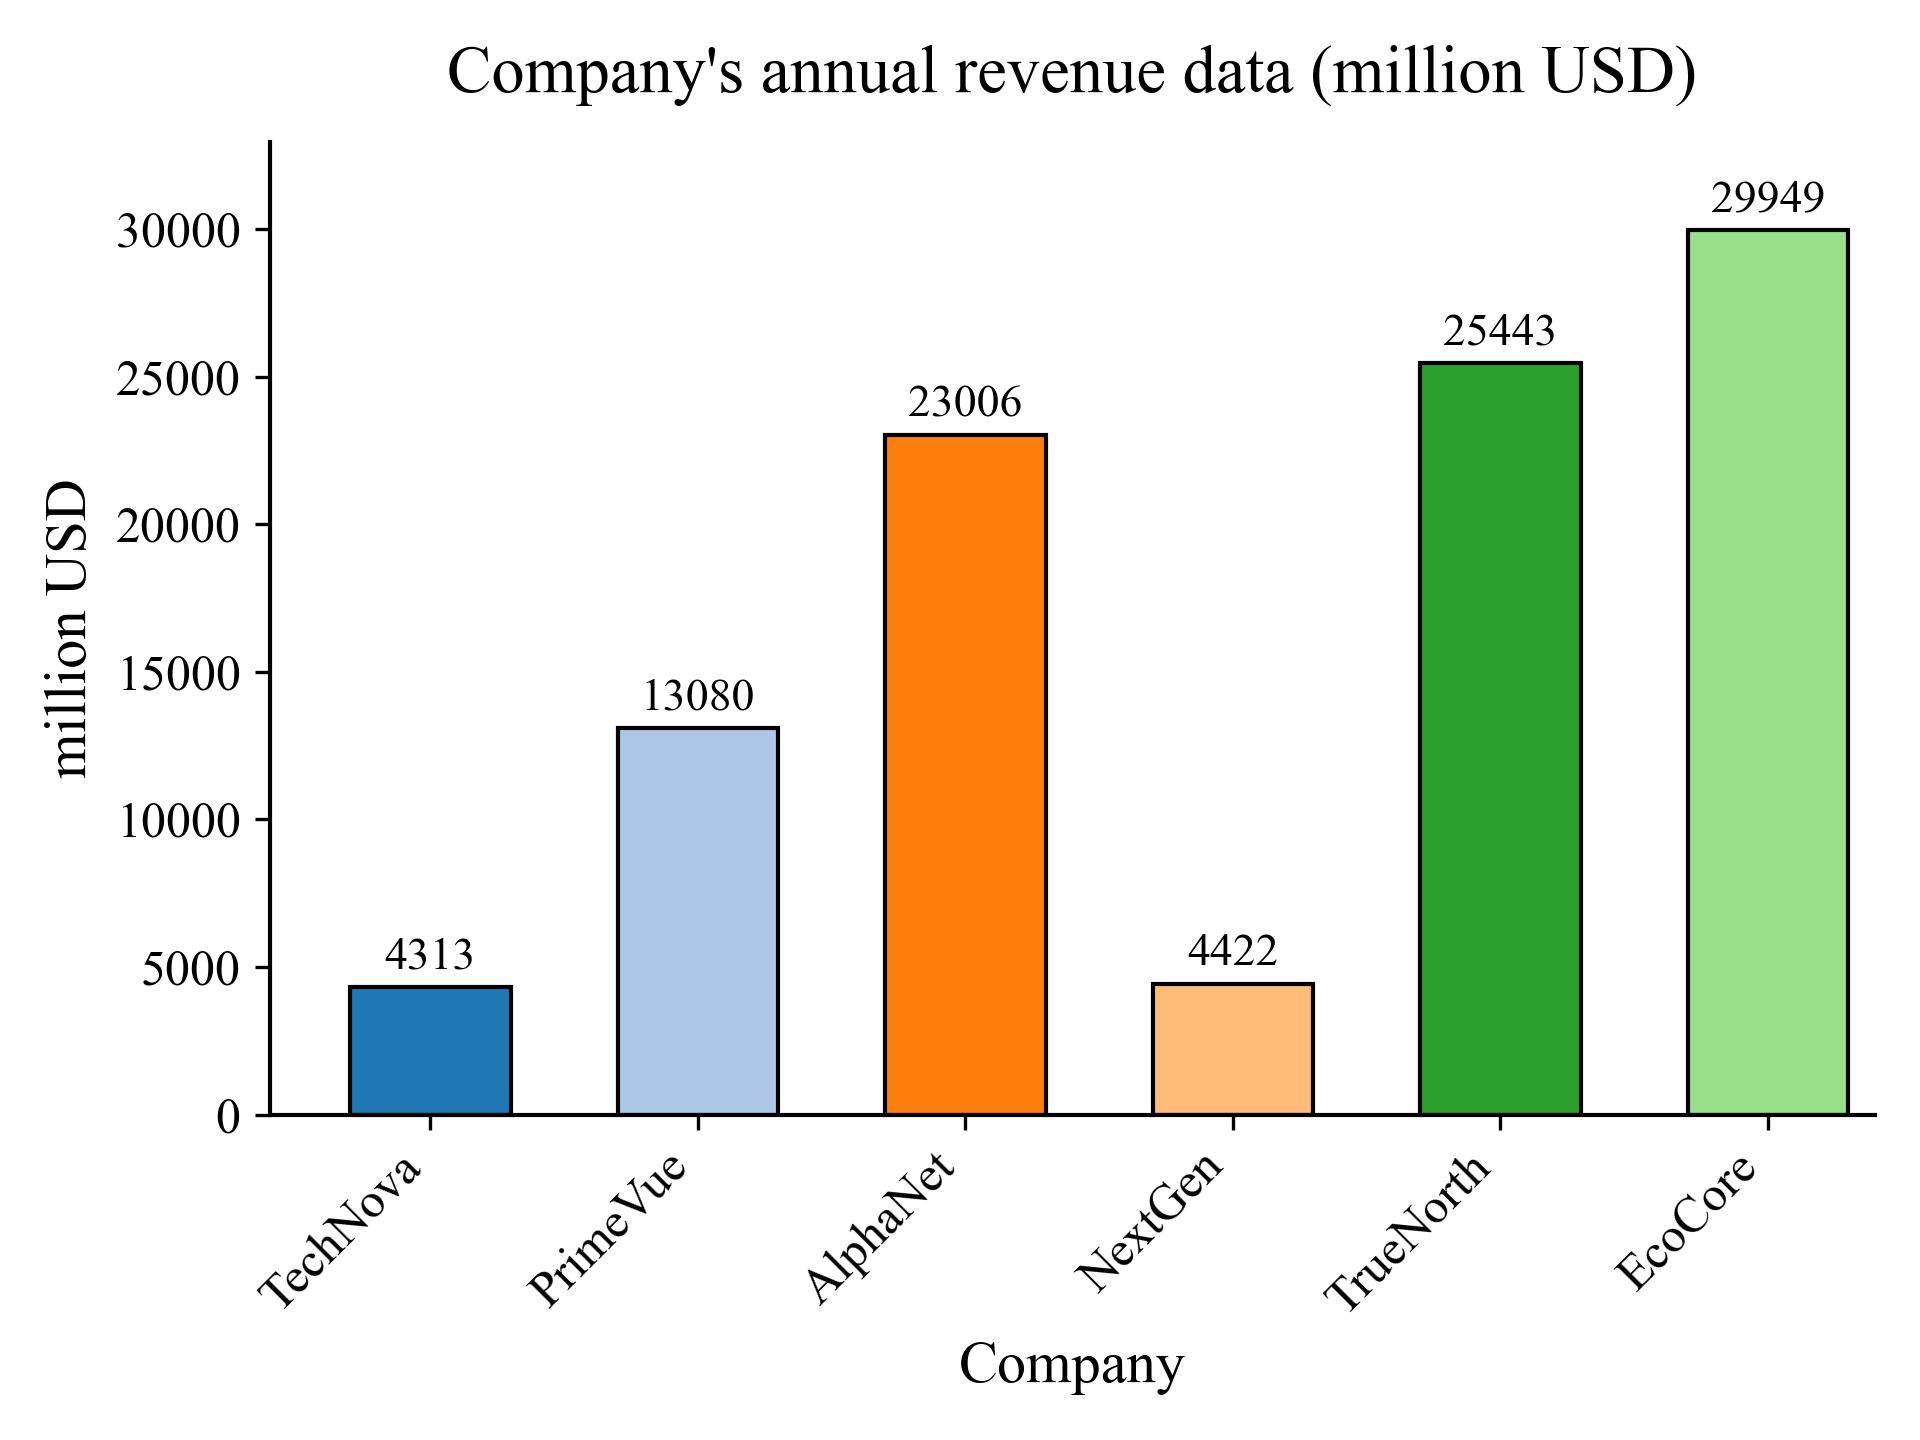 Company's annual revenue data (million USD)
million USD
30000
25000
20000
15000
10000
5000
0
4313
13080
23006
4422
25443
29949
TechNova
PrimeVue
AlphaNet
NextGen
TrueNorth
EcoCore
Company